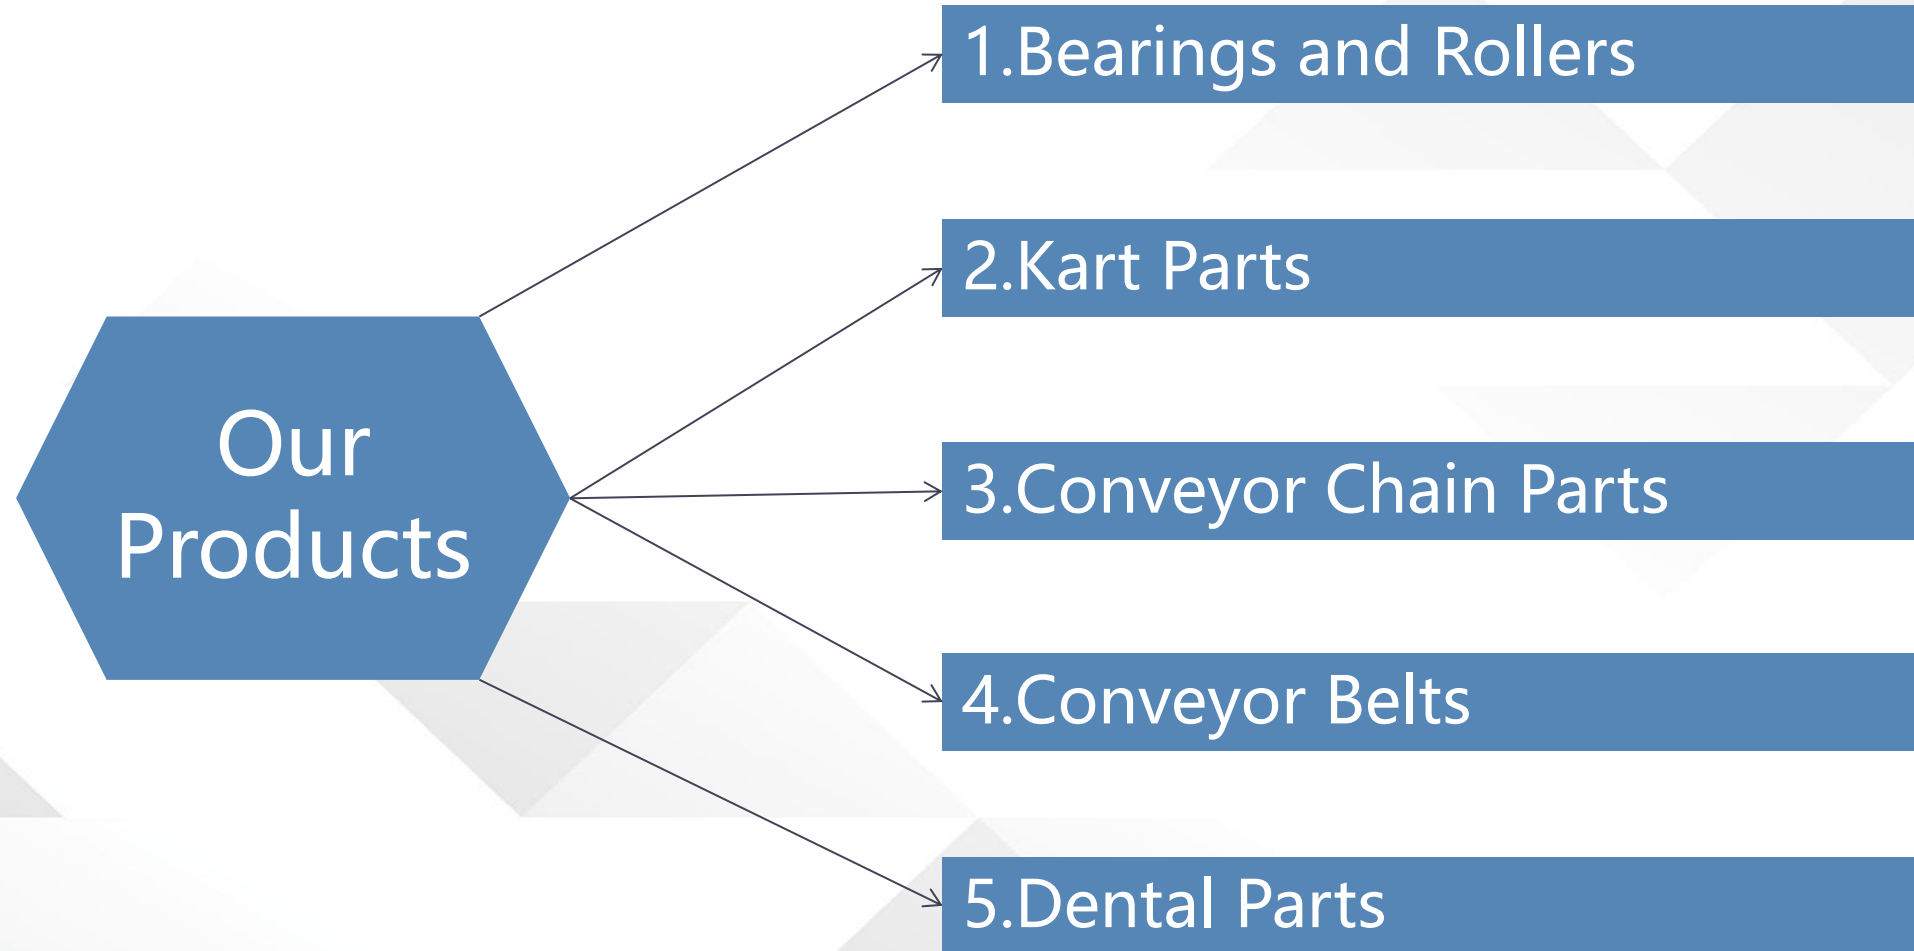 Our
Products
1.Bearings and Rollers
2.Kart Parts
3.Conveyor Chain Parts
4.Conveyor Belts
5.Dental Parts